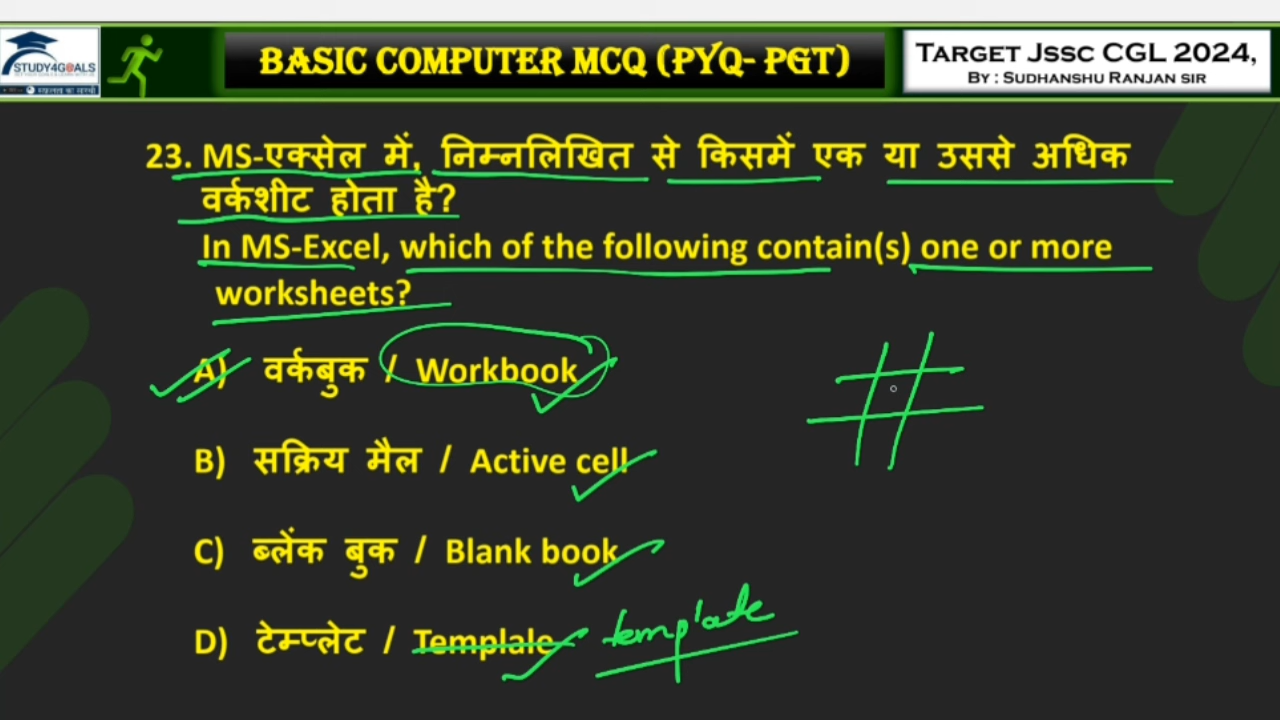 STUDY4GOALS
BASIC COMPUTER MCQ (PYQ- PGT)
TARGET JSSC CGL 2024,
BY : SUDHANSHU RANJAN SIR
23. MS-एक्सेल में, निम्नलिखित से किसमें एक या उससे अधिक
वर्कशीट होता है?
In MS-Excel, which of the following contain(s) one or more
worksheets?
A) वर्कबुक / Workbook
B) सक्रिय मैल / Active cell
C) ब्लेंक बुक / Blank book
D) टेम्प्लेट / Templale
template